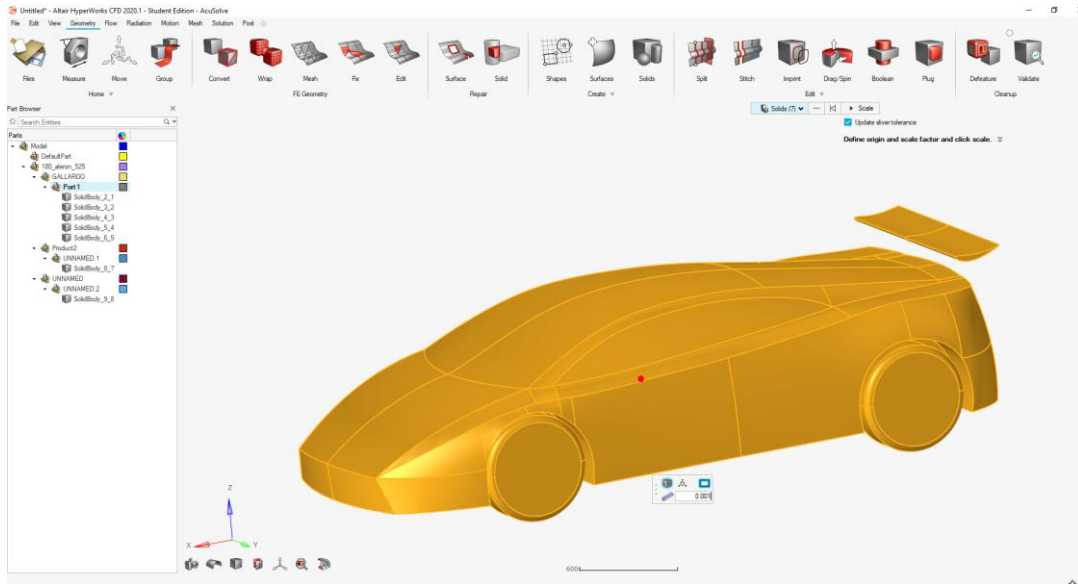 Untitled* - Altair HyperWorks CFD 2020.1 - Student Edition - AcuSolve
File Edit View Geometry Flow Radiation Motion Mesh Solution Post
Files Measure Move Group Convert Wrap Mesh Fix Edit Surface Solid Shapes Surfaces Solids Split Stitch Imprint Drag/Spin Boolean Plug Defeature Validate
Home FE Geometry Repair Create Edit Cleanup
Part Browser
Solids (7) Scale
Search Entities...
Update sliver tolerance
Parts
Define origin and scale factor and click scale.
Model
DefaultPart
180_aleron_525
GALLARDO
Part1
SolidBody_2_1
SolidBody_3_2
SolidBody_4_3
SolidBody_5_4
SolidBody_6_5
Product2
UNNAMED.1
SolidBody_8_7
UNNAMED
UNNAMED.2
SolidBody_9_8
0.001
Z
X
Y
600